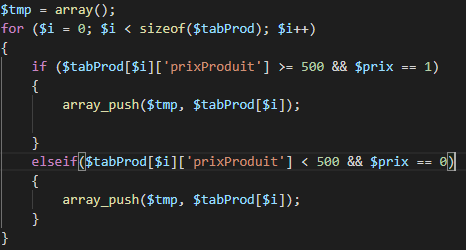 $tmp = array();
for ($i = 0; $i < sizeof($tabProd); $i++)
{
    if ($tabProd[$i]['prixProduit'] >= 500 && $prix == 1)
    {
        array_push($tmp, $tabProd[$i]);

    }
    elseif($tabProd[$i]['prixProduit'] < 500 && $prix == 0)
    {
        array_push($tmp, $tabProd[$i]);
    }
}